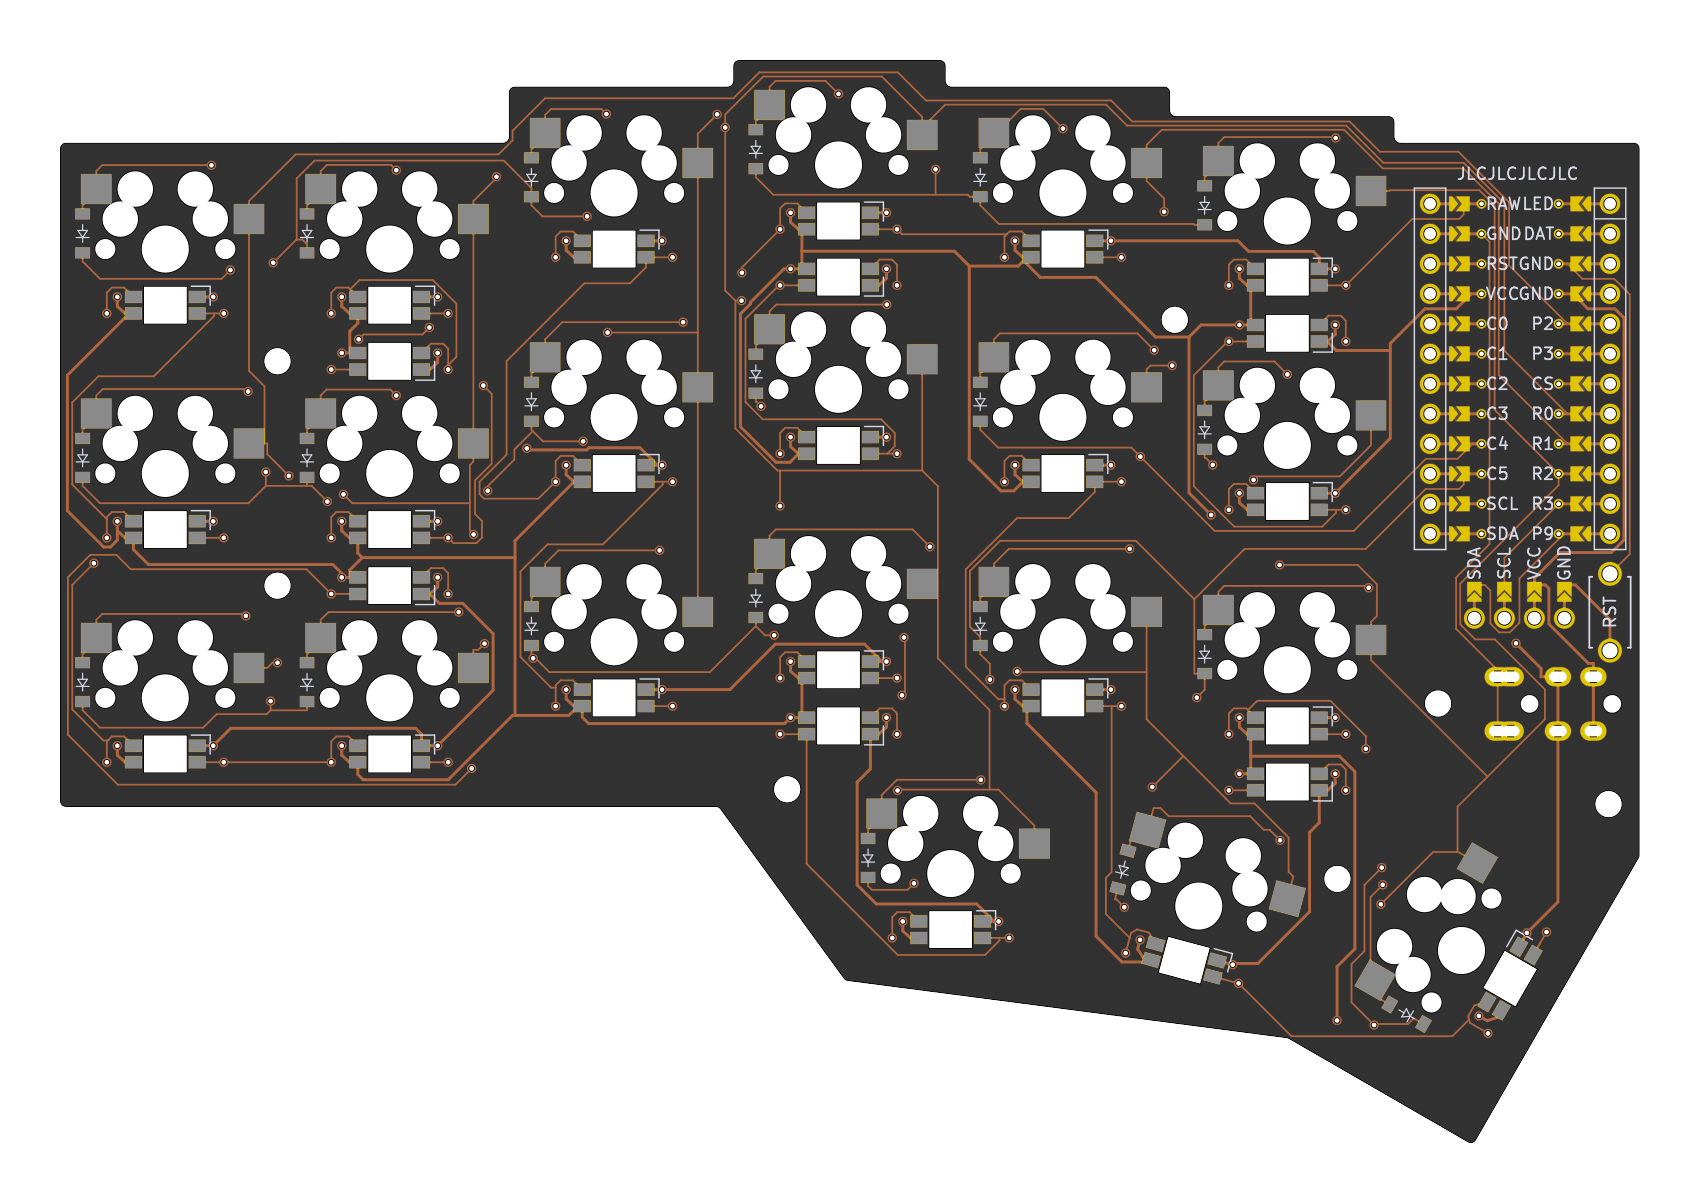 JLCJLCJLCJLC
RAW LED
GND DAT
RST GND
VCC GND
C0 P2
C1 P3
C2 CS
C3 R0
C4 R1
C5 R2
SCL R3
SDA P9
SDA SCL VCC GND
RST